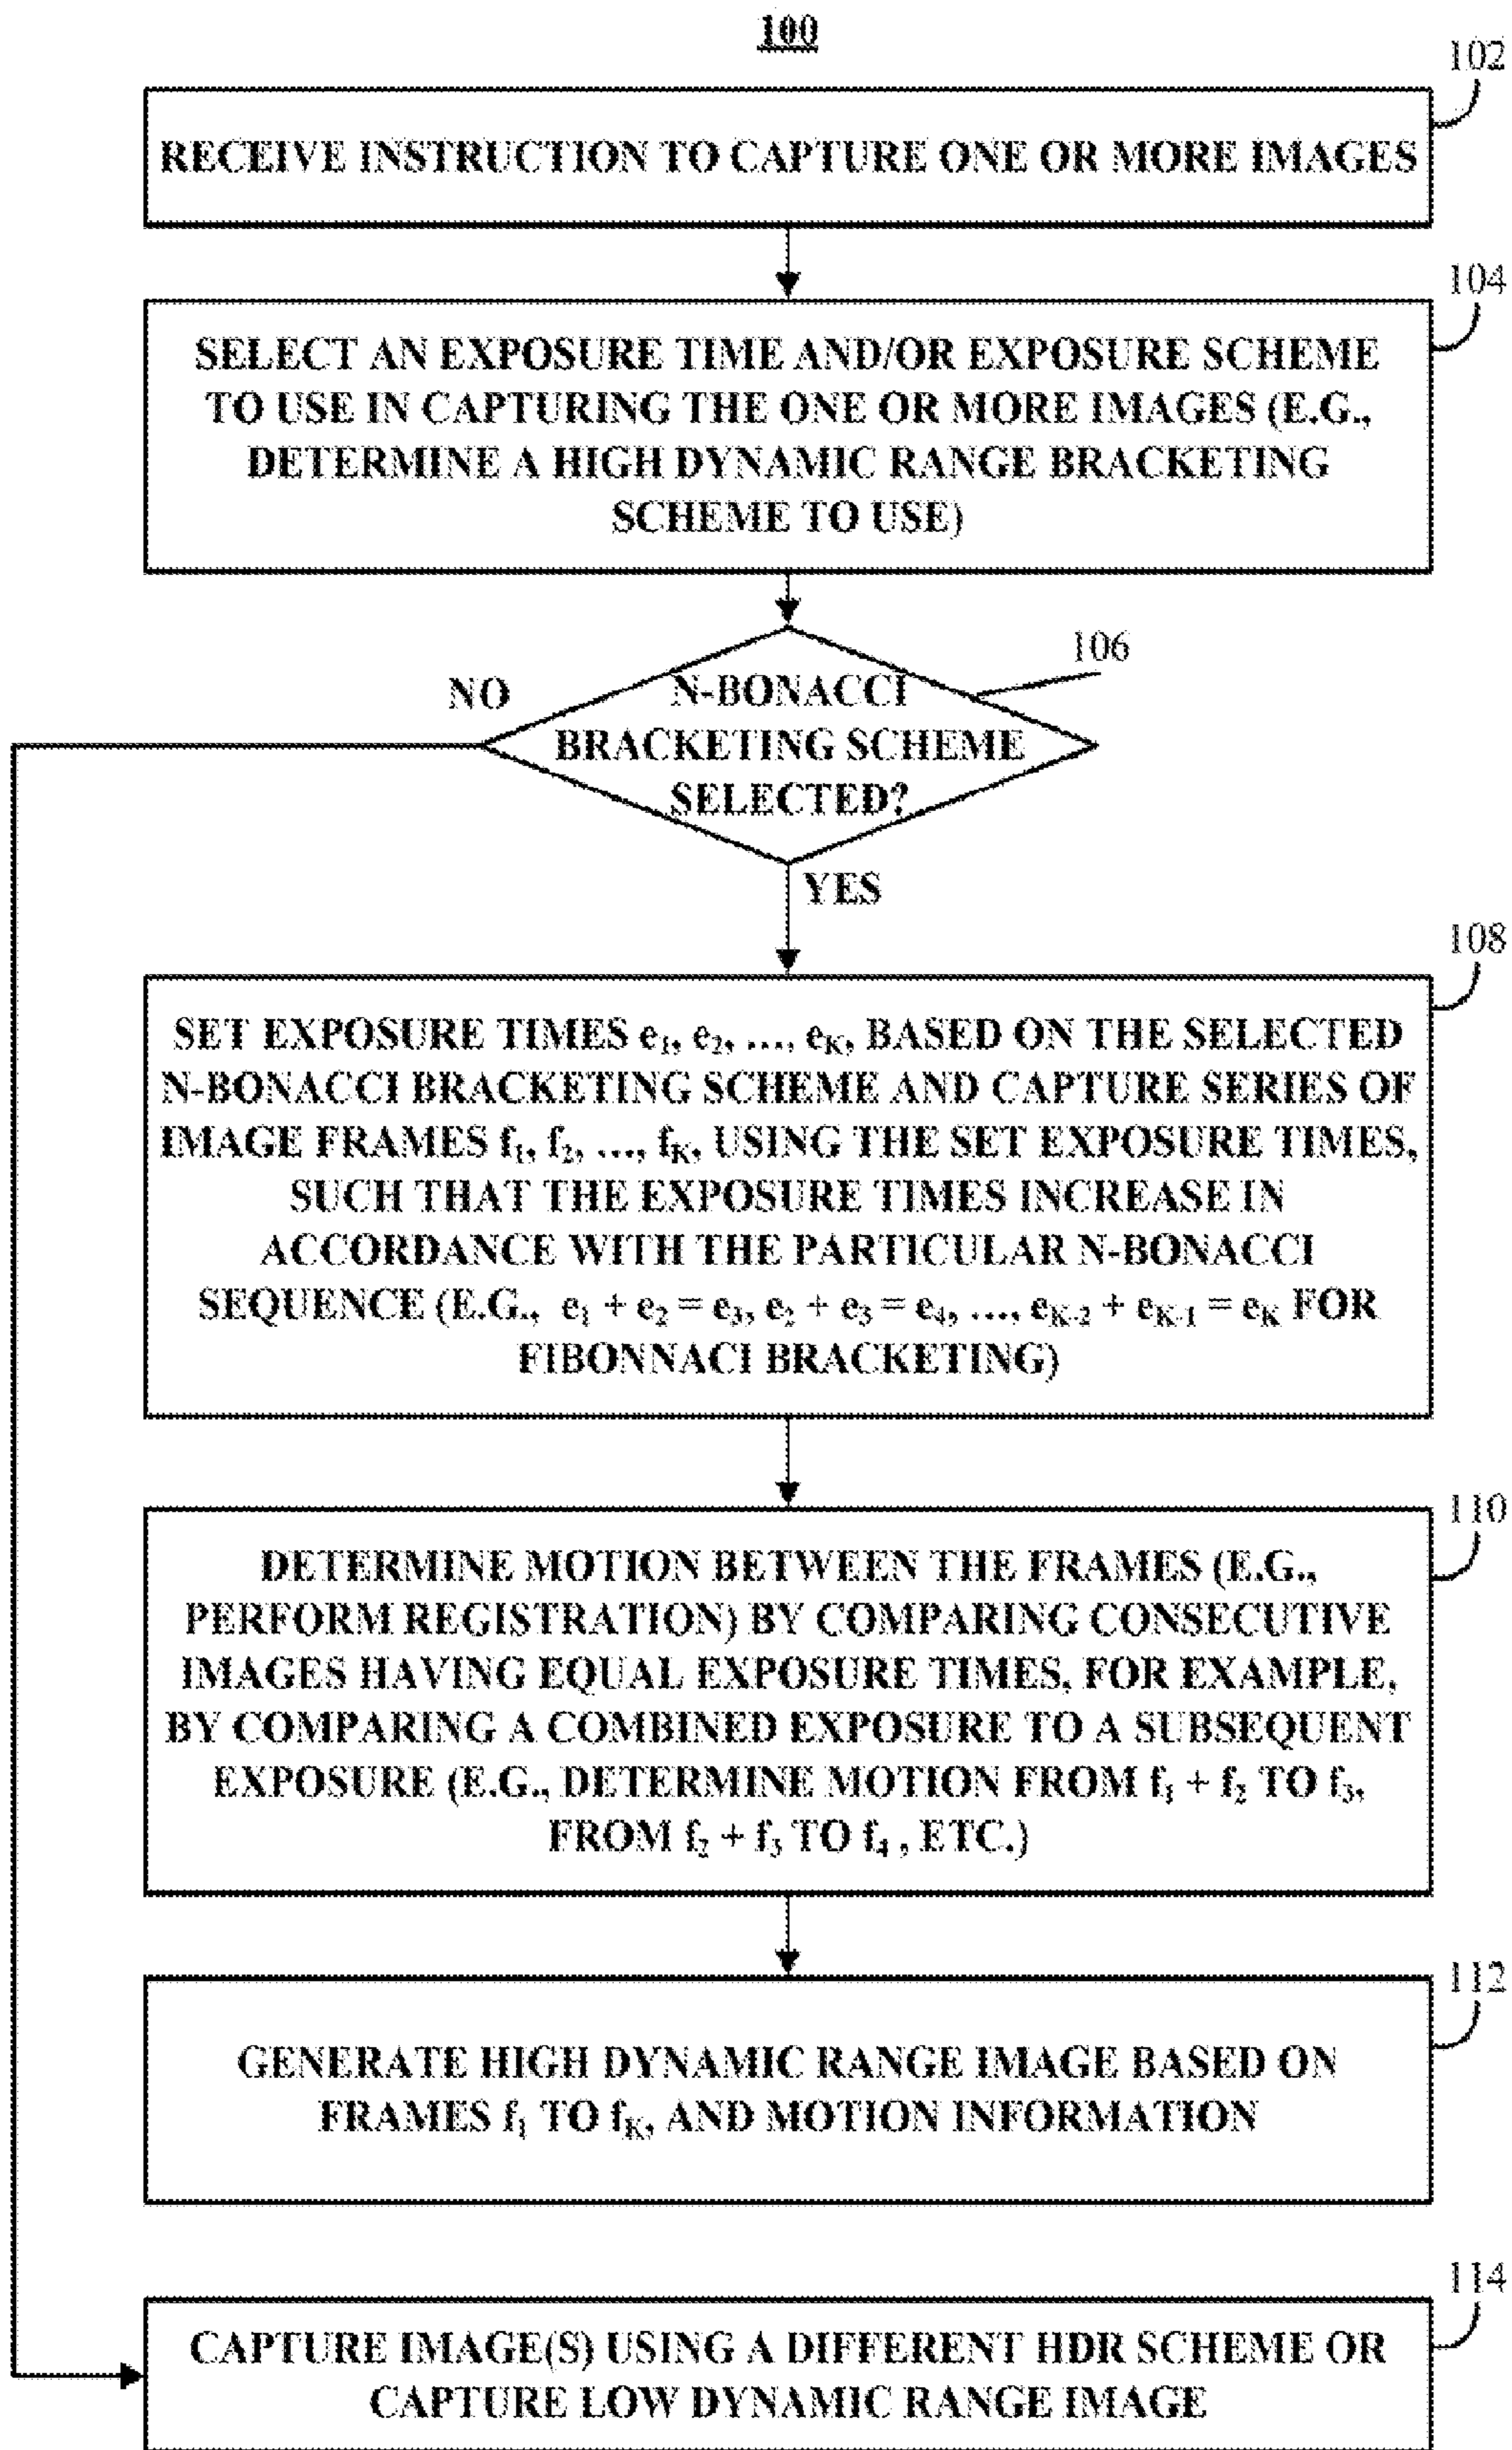 100
102
RECEIVE INSTRUCTION TO CAPTURE ONE OR MORE IMAGES
104
SELECT AN EXPOSURE TIME AND/OR EXPOSURE SCHEME
TO USE IN CAPTURING THE ONE OR MORE IMAGES (E.G.,
DETERMINE A HIGH DYNAMIC RANGE BRACKETING
SCHEME TO USE)
106
NO
N-BONACCI
BRACKETING SCHEME
SELECTED?
YES
108
SET EXPOSURE TIMES e₁, e₂, ..., e_K, BASED ON THE SELECTED
N-BONACCI BRACKETING SCHEME AND CAPTURE SERIES OF
IMAGE FRAMES f₁, f₂, ..., f_K, USING THE SET EXPOSURE TIMES,
SUCH THAT THE EXPOSURE TIMES INCREASE IN
ACCORDANCE WITH THE PARTICULAR N-BONACCI
SEQUENCE (E.G., e₁ + e₂ = e₃, e₂ + e₃ = e₄, ..., e_K-2 + e_K-1 = e_K FOR
FIBONNACI BRACKETING)
110
DETERMINE MOTION BETWEEN THE FRAMES (E.G.,
PERFORM REGISTRATION) BY COMPARING CONSECUTIVE
IMAGES HAVING EQUAL EXPOSURE TIMES, FOR EXAMPLE,
BY COMPARING A COMBINED EXPOSURE TO A SUBSEQUENT
EXPOSURE (E.G., DETERMINE MOTION FROM f₁ + f₂ TO f₃,
FROM f₂ + f₃ TO f₄ , ETC.)
112
GENERATE HIGH DYNAMIC RANGE IMAGE BASED ON
FRAMES f₁ TO f_K, AND MOTION INFORMATION
114
CAPTURE IMAGE(S) USING A DIFFERENT HDR SCHEME OR
CAPTURE LOW DYNAMIC RANGE IMAGE